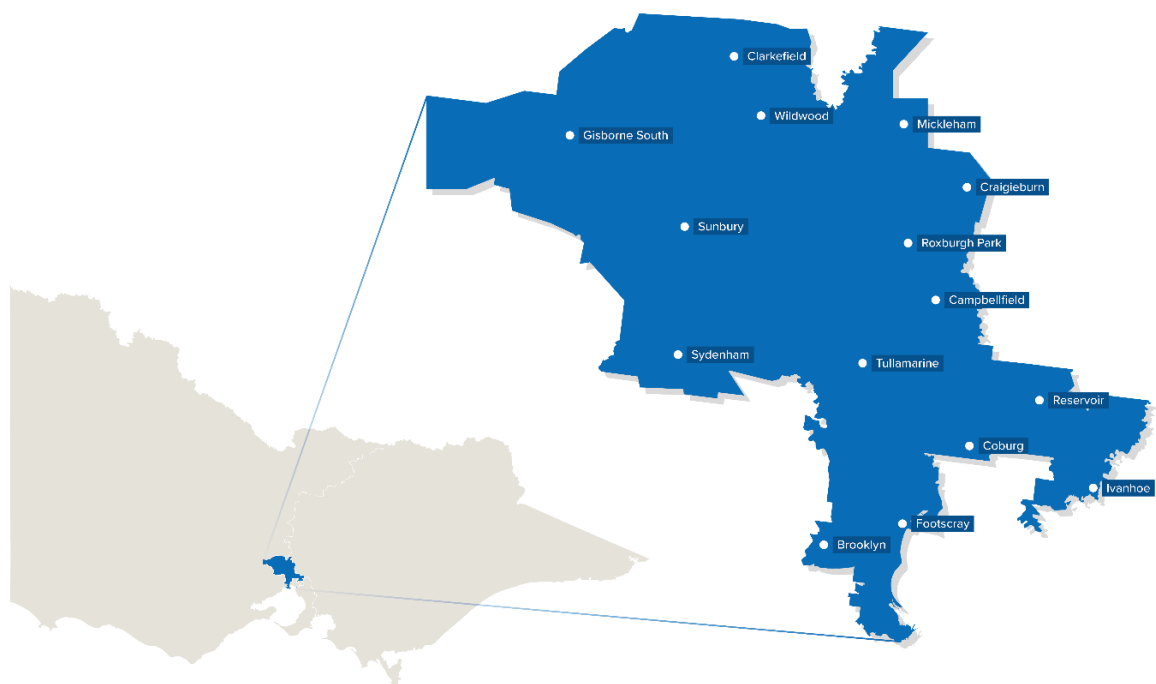 Clarkefield
Wildwood
Mickleham
Gisborne South
Craigieburn
Sunbury
Roxburgh Park
Campbellfield
Sydenham
Tullamarine
Reservoir
Coburg
Ivanhoe
Footscray
Brooklyn